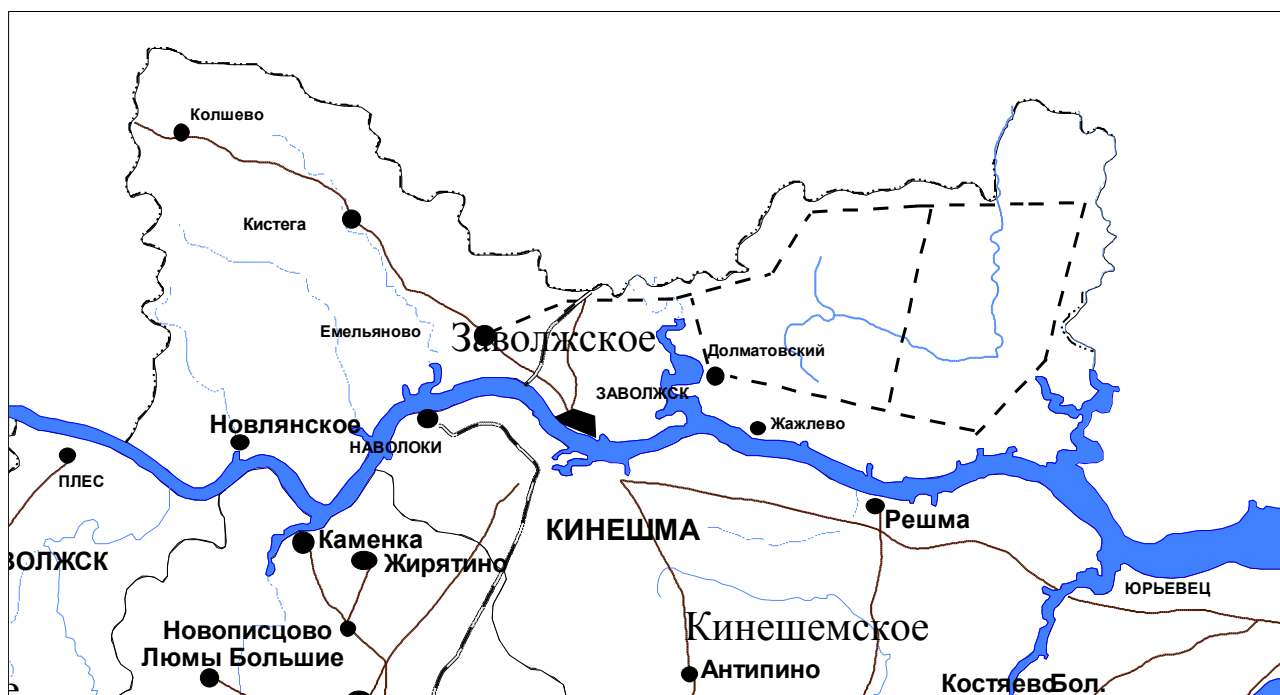 Колшево
Кистега
Емельяново
Заволжское
Долматовский
ЗАВОЛЖСК
Новлянское
НАВОЛОКИ
Жажлево
ПЛЕС
Решма
КИНЕШМА
Каменка
ВОЛЖСК
Жирятино
ЮРЬЕВЕЦ
Новописцово
Кинешемское
Люмы Большие
Антипино
Костяево Бол.
е